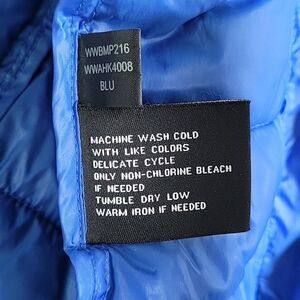 WWBMP216
WWAHK4008
BLU
MACHINE WASH COLD
WITH LIKE COLORS
DELICATE CYCLE
ONLY NON-CHLORINE BLEACH
IF NEEDED
TUMBLE DRY LOW
WARM IRON IF NEEDED